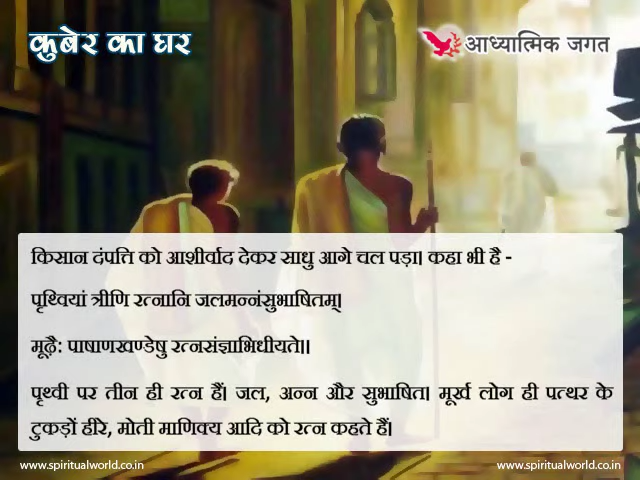 कुबेर का घर
आध्यात्मिक जगत
किसान दंपत्ति को आशीर्वाद देकर साधु आगे चल पड़ा। कहा भी है -
पृथ्वियां त्रीणि रत्नानि जलमन्नंसुभाषितम्।
मूढ़ै: पाषाणखण्डेषु रत्नसंज्ञाभिधीयते।।
पृथ्वी पर तीन ही रत्न हैं। जल, अन्न और सुभाषित। मूर्ख लोग ही पत्थर के
टुकड़ों हीरे, मोती माणिक्य आदि को रत्न कहते हैं।
www.spiritualworld.co.in
www.spiritualworld.co.in